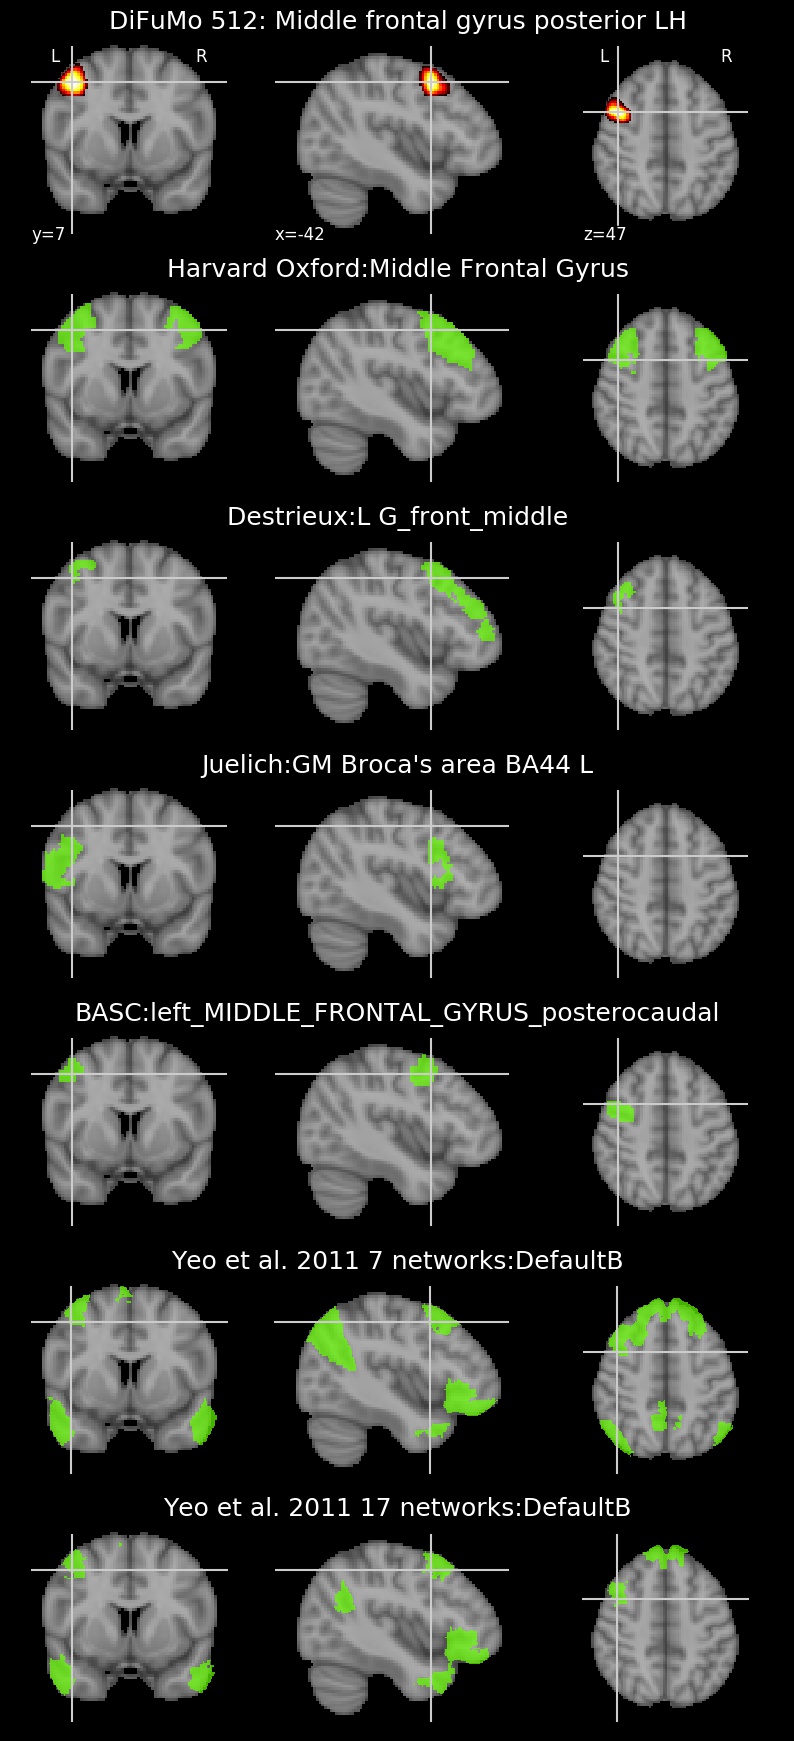 DiFuMo 512: Middle frontal gyrus posterior LH
L R L R
y=7 x=-42 z=47
Harvard Oxford:Middle Frontal Gyrus
Destrieux:L G_front_middle
Juelich:GM Broca's area BA44 L
BASC:left_MIDDLE_FRONTAL_GYRUS_posterocaudal
Yeo et al. 2011 7 networks:DefaultB
Yeo et al. 2011 17 networks:DefaultB